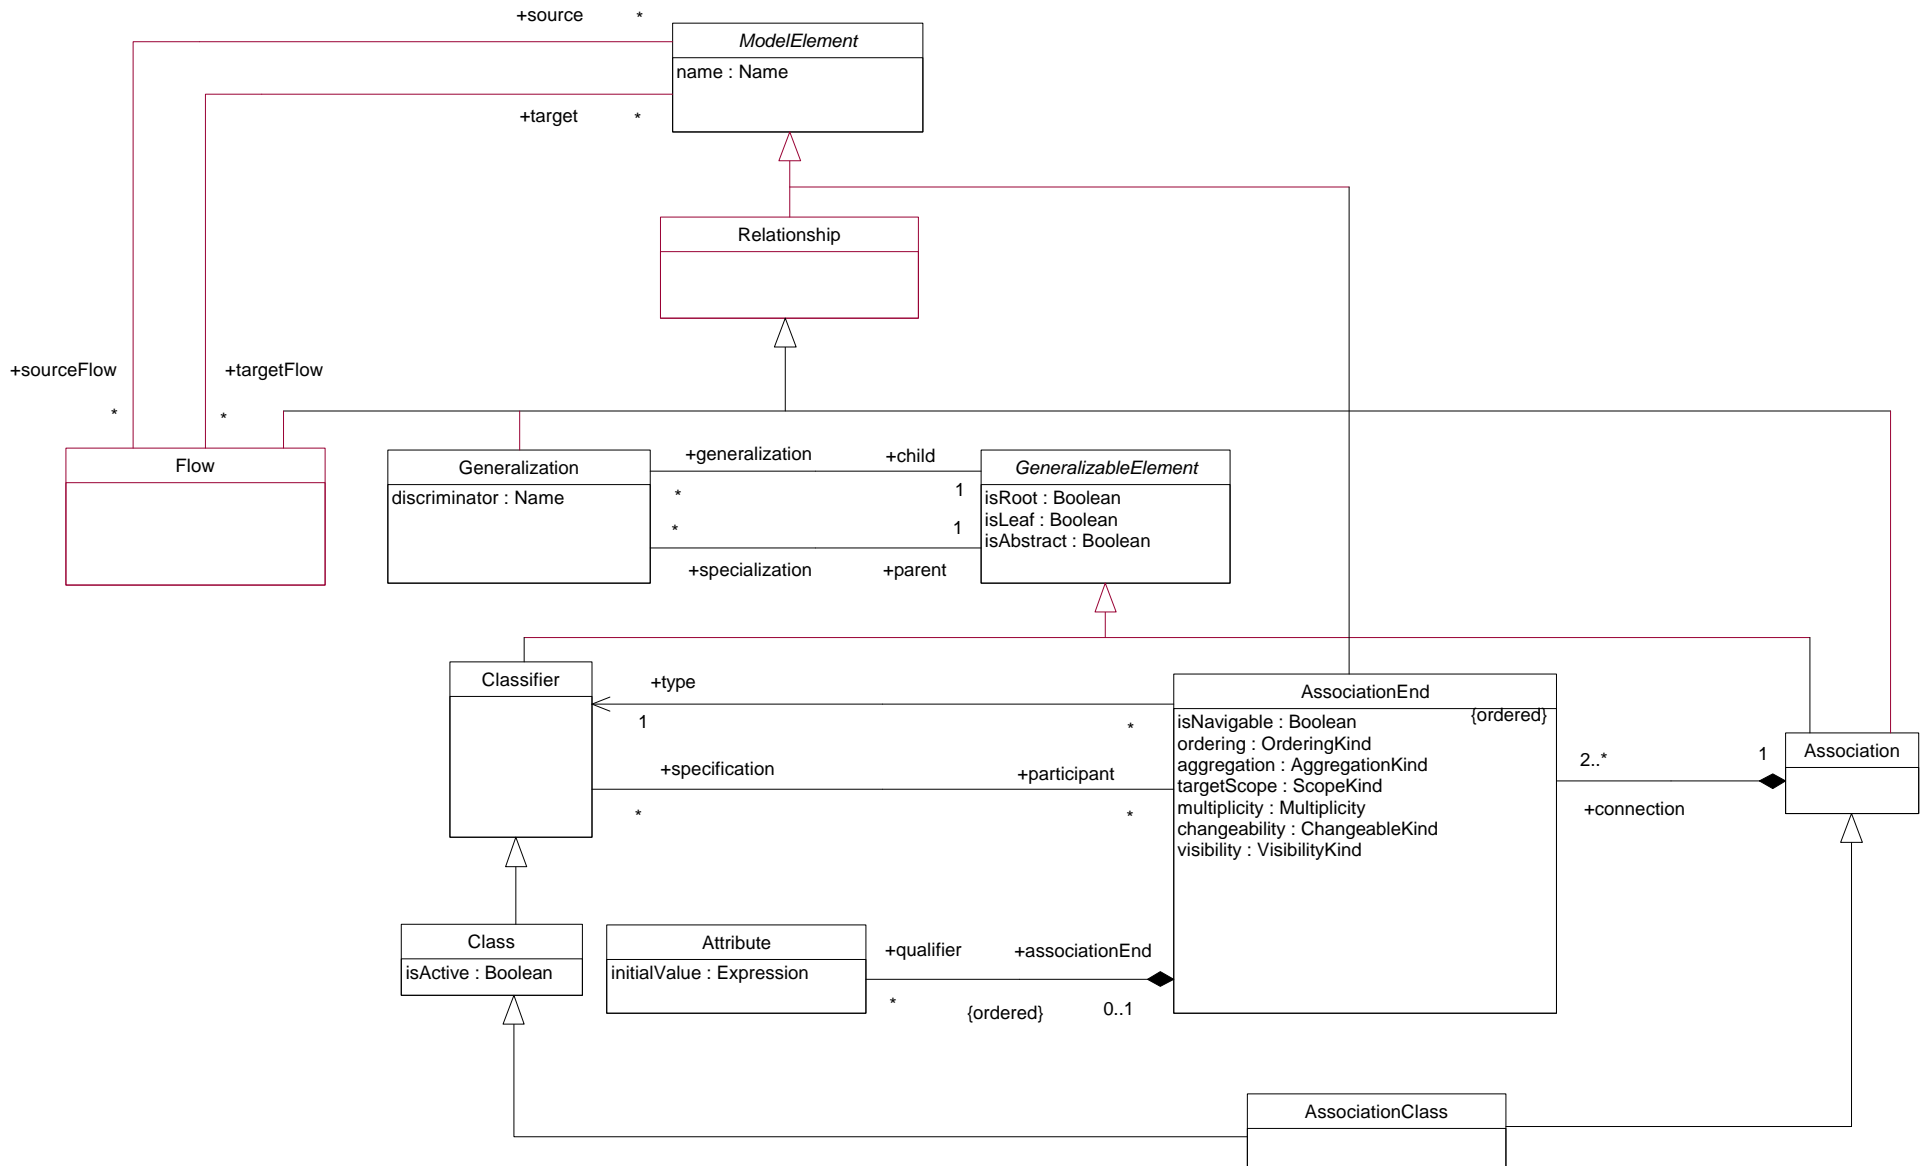 +source *
ModelElement
name : Name
+target *
Relationship
+sourceFlow
+targetFlow
*
*
Flow
Generalization
discriminator : Name
+generalization
+child
*
1
*
1
+specialization
+parent
GeneralizableElement
isRoot : Boolean
isLeaf : Boolean
isAbstract : Boolean
Classifier
+type
1
*
+specification
+participant
*
*
AssociationEnd
{ordered}
isNavigable : Boolean
ordering : OrderingKind
aggregation : AggregationKind
targetScope : ScopeKind
multiplicity : Multiplicity
changeability : ChangeableKind
visibility : VisibilityKind
2..*
1
+connection
Association
Class
isActive : Boolean
Attribute
initialValue : Expression
+qualifier
+associationEnd
*
{ordered}
0..1
AssociationClass